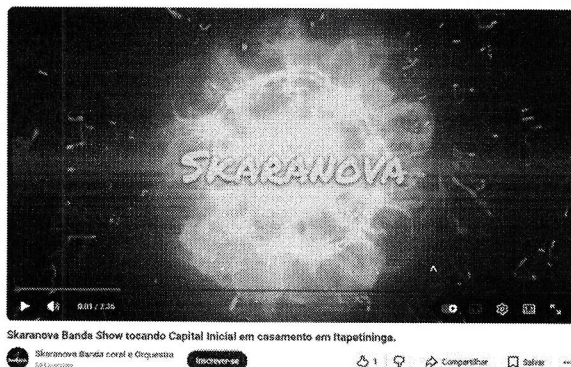 SKARANOVA
0:01 / 2:36
Skaranova Banda Show tocando Capital Inicial em casamento em Itapetininga.
Skaranova Banda coral e Orquestra
Inscrever-se
1
Compartilhar
Salvar